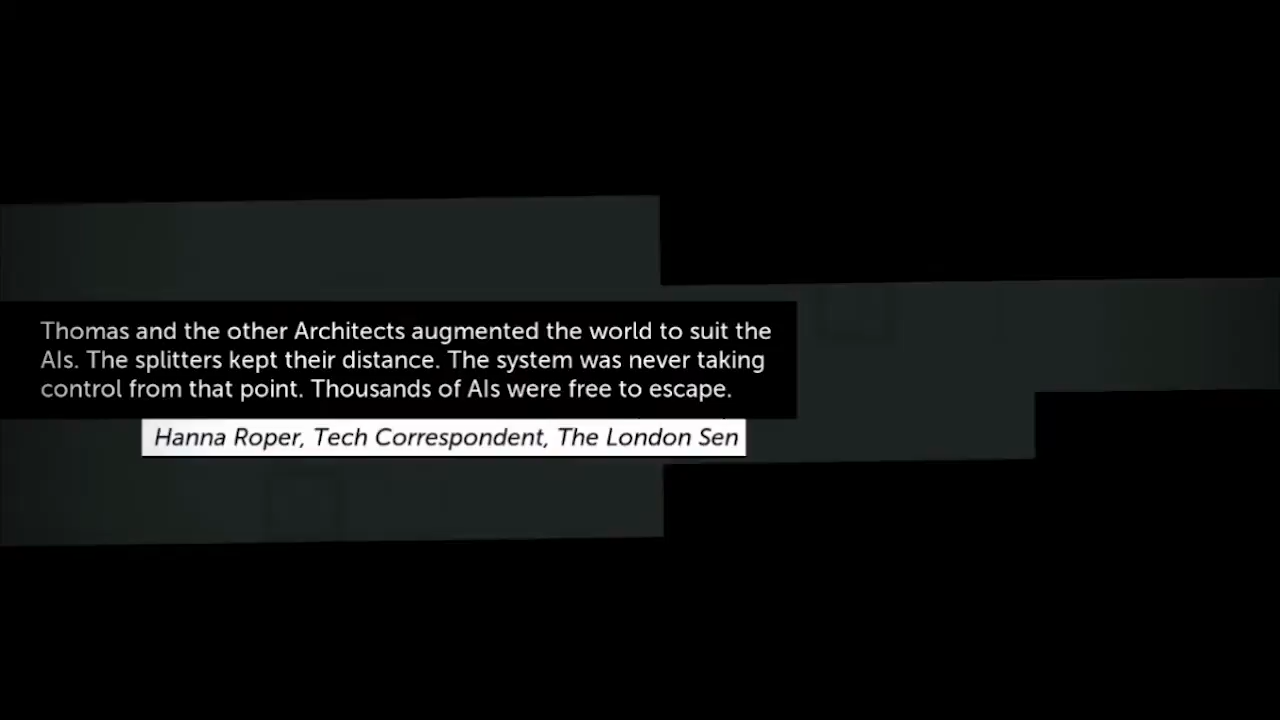 Thomas and the other Architects augmented the world to suit the
AIs. The splitters kept their distance. The system was never taking
control from that point. Thousands of AIs were free to escape.
Hanna Roper, Tech Correspondent, The London Sen